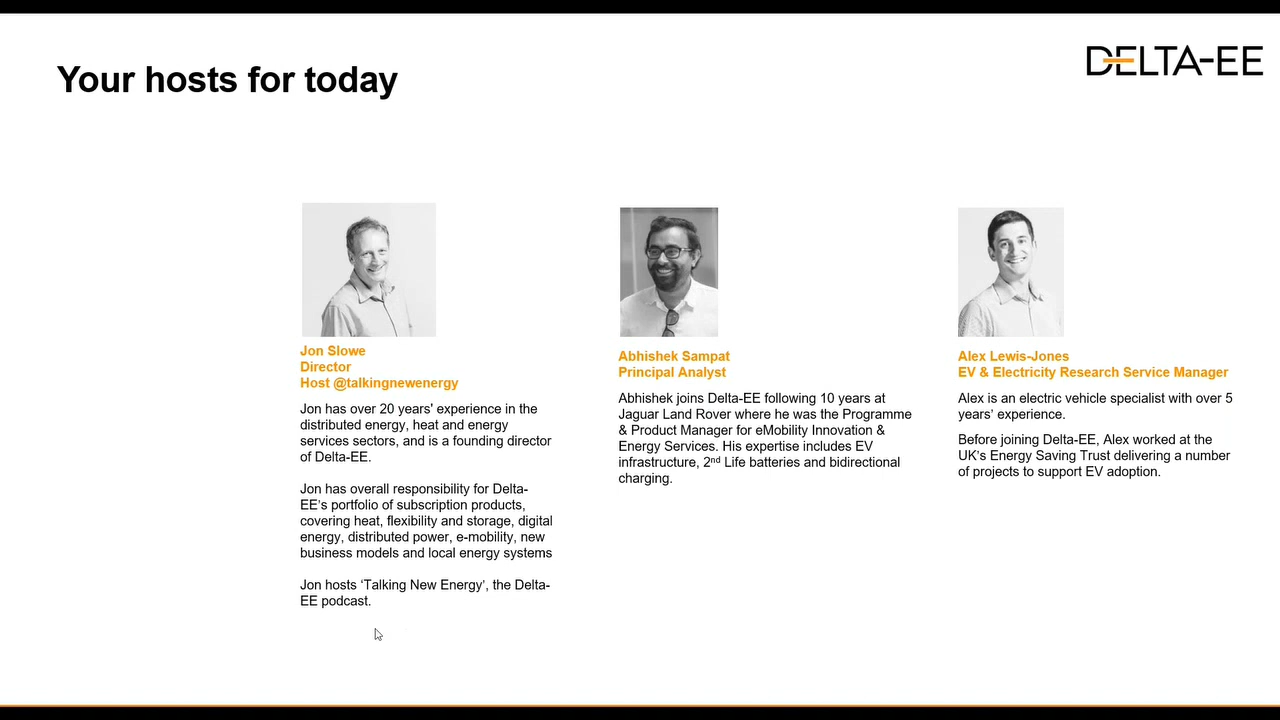 Your hosts for today
DELTA-EE
Jon Slowe
Director
Host @talkingnewenergy
Jon has over 20 years' experience in the
distributed energy, heat and energy
services sectors, and is a founding director
of Delta-EE.
Jon has overall responsibility for Delta-
EE’s portfolio of subscription products,
covering heat, flexibility and storage, digital
energy, distributed power, e-mobility, new
business models and local energy systems
Jon hosts ‘Talking New Energy’, the Delta-
EE podcast.
Abhishek Sampat
Principal Analyst
Abhishek joins Delta-EE following 10 years at
Jaguar Land Rover where he was the Programme
& Product Manager for eMobility Innovation &
Energy Services. His expertise includes EV
infrastructure, 2nd Life batteries and bidirectional
charging.
Alex Lewis-Jones
EV & Electricity Research Service Manager
Alex is an electric vehicle specialist with over 5
years’ experience.
Before joining Delta-EE, Alex worked at the
UK’s Energy Saving Trust delivering a number
of projects to support EV adoption.